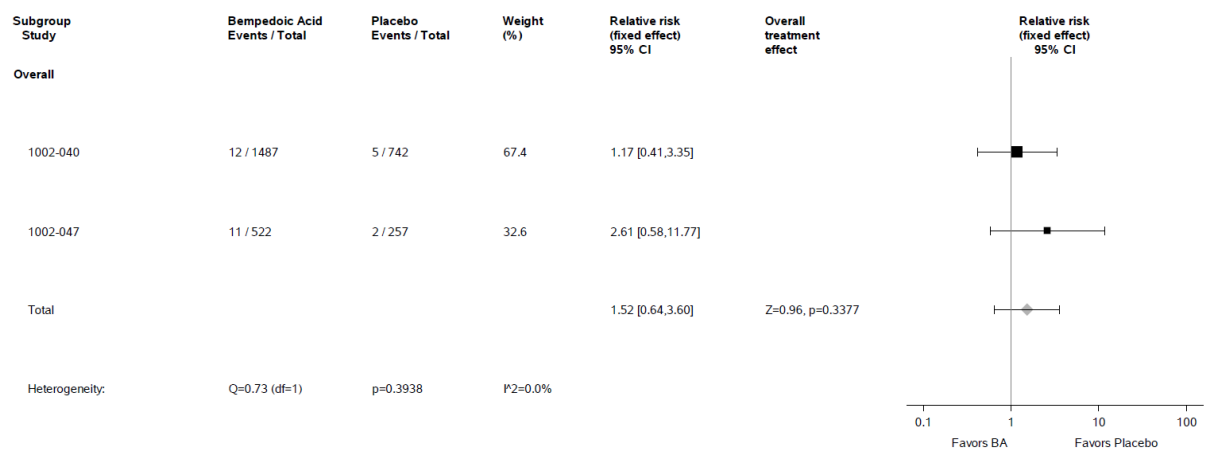 Subgroup Bempedoic Acid Placebo Weight Relative risk Overall Relative risk
Study Events / Total Events / Total (%) (fixed effect) treatment (fixed effect)
95% CI effect 95% CI
Overall
1002-040 12 / 1487 5 / 742 67.4 1.17 [0.41,3.35]
1002-047 11 / 522 2 / 257 32.6 2.61 [0.58,11.77]
Total 1.52 [0.64,3.60] Z=0.96, p=0.3377
Heterogeneity: Q=0.73 (df=1) p=0.3938 I^2=0.0%
0.1 1 10 100
Favors BA Favors Placebo